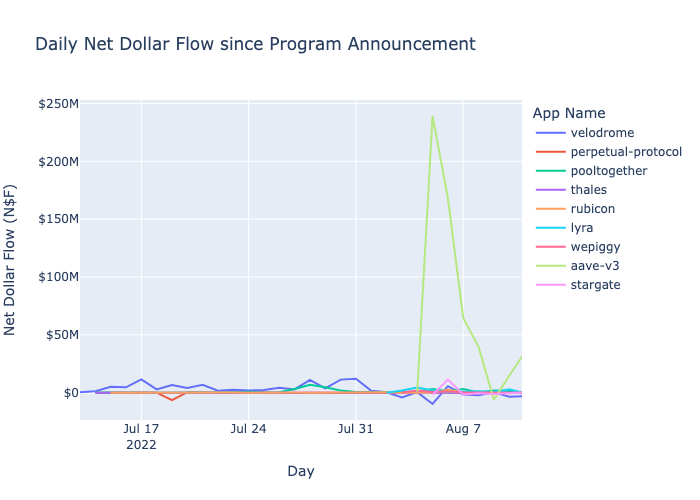 Daily Net Dollar Flow since Program Announcement
Net Dollar Flow (N$F)
$250M
$200M
$150M
$100M
$50M
$0
Jul 17
2022
Jul 24
Jul 31
Aug 7
Day
App Name
velodrome
perpetual-protocol
pooltogether
thales
rubicon
lyra
wepiggy
aave-v3
stargate